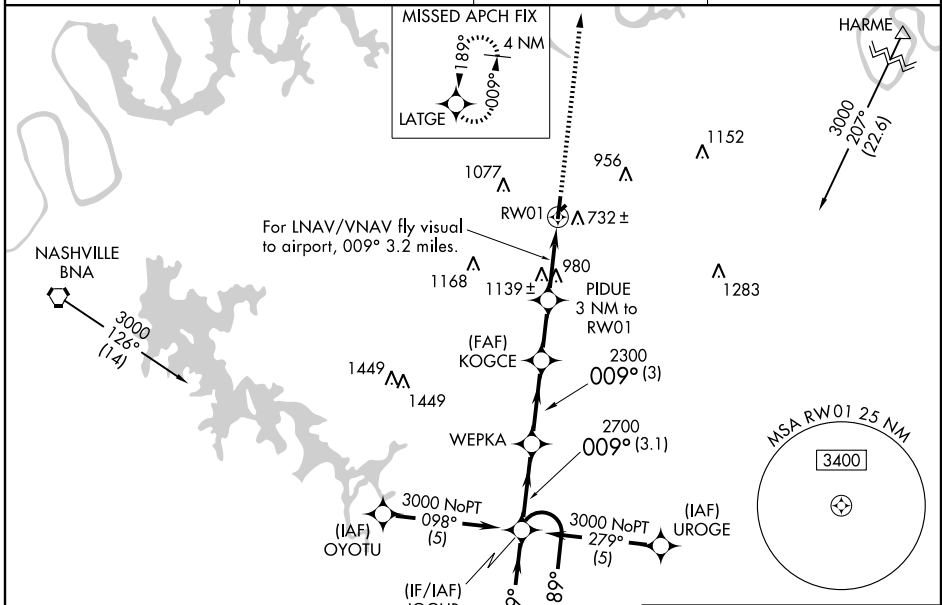 MISSED APCH FIX
4 NM
189°
009°
LATGE
HARME
3000
207°
(22.6)
1152
1077
956
RW01
732 ±
For LNAV/VNAV fly visual
to airport, 009° 3.2 miles.
NASHVILLE
BNA
1168
1139 ±
980
1283
PIDUE
3 NM to
RW01
3000
126°
(14)
(FAF)
KOGCE
2300
009° (3)
1449
1449
WEPKA
2700
009° (3.1)
MSA RW01 25 NM
3400
3000 NoPT
098°
(5)
(IAF)
OYOTU
3000 NoPT
279°
(5)
(IAF)
UROGE
(IF/IAF)